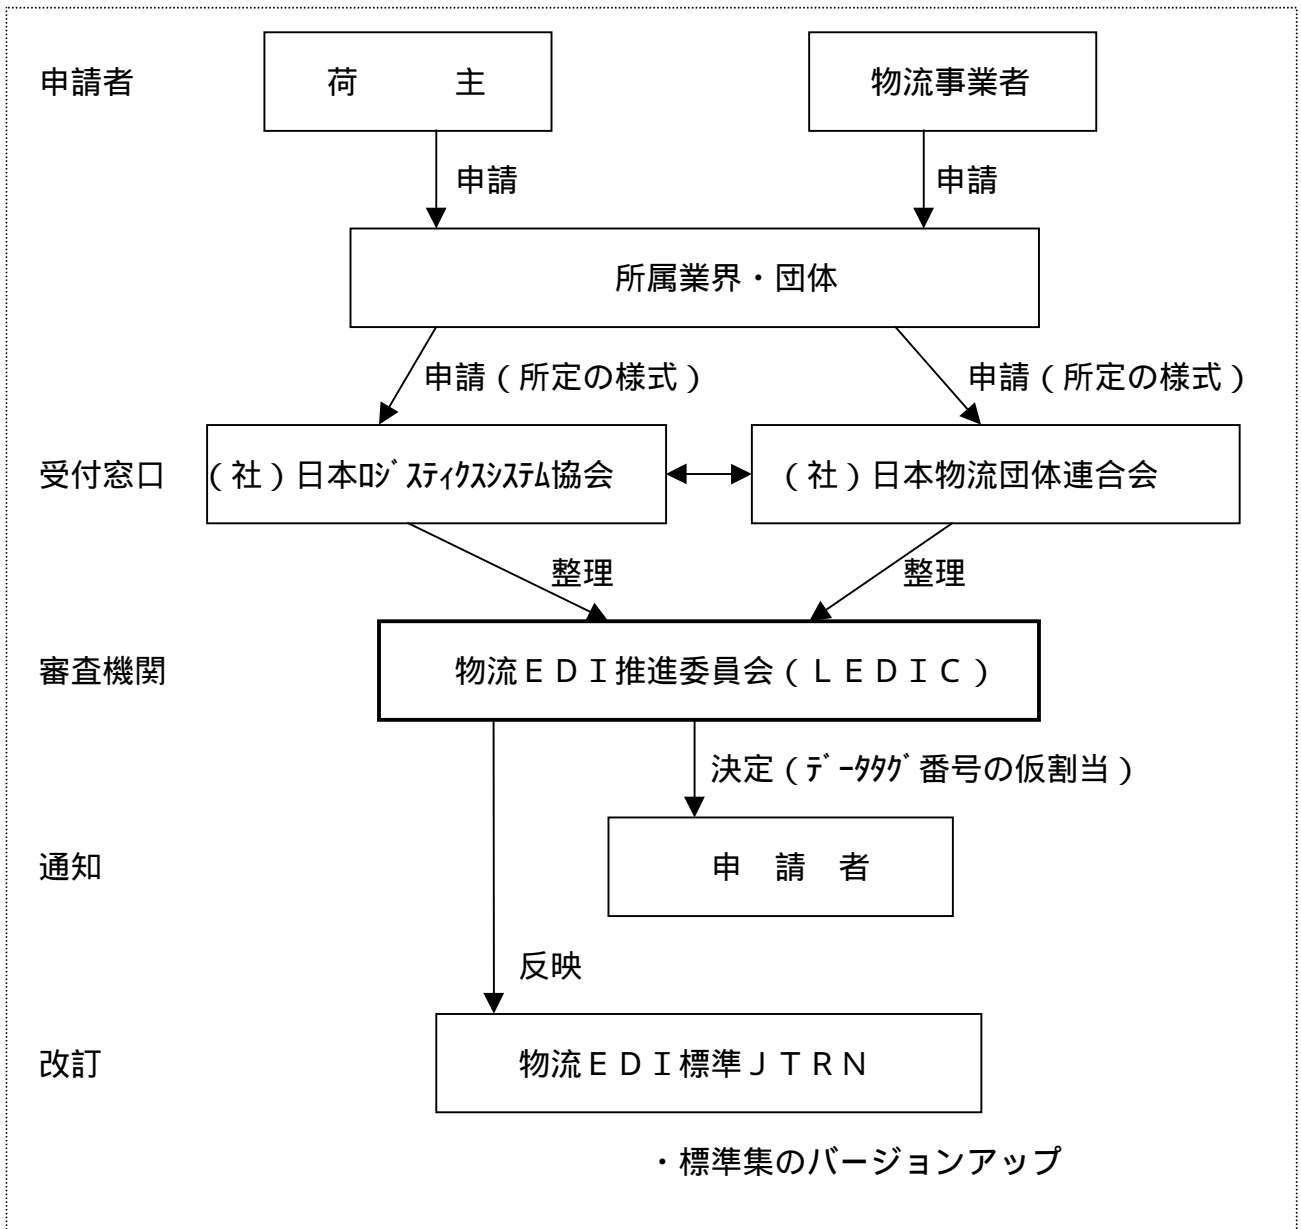 申請者 荷　　　主 物流事業者
申請 申請
所属業界・団体
申請（所定の様式） 申請（所定の様式）
受付窓口 （社）日本ﾛｼﾞｽﾃｨｸｽｼｽﾃﾑ協会 （社）日本物流団体連合会
整理 整理
審査機関 物流ＥＤＩ推進委員会（ＬＥＤＩＣ）
決定（ﾃﾞｰﾀﾀｸﾞ番号の仮割当）
通知 申　請　者
反映
改訂 物流ＥＤＩ標準ＪＴＲＮ
・標準集のバージョンアップ